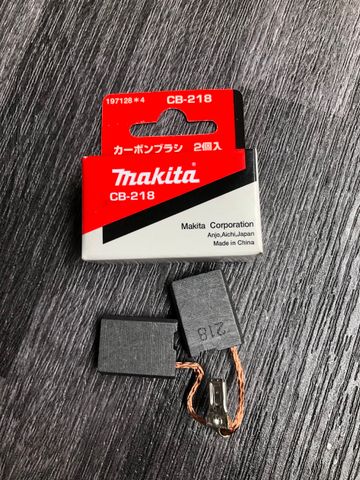 197128*4 CB-218
カーボンブラシ 2個入
makita
CB-218
Makita Corporation
Anjo,Aichi,Japan
Made in China
218